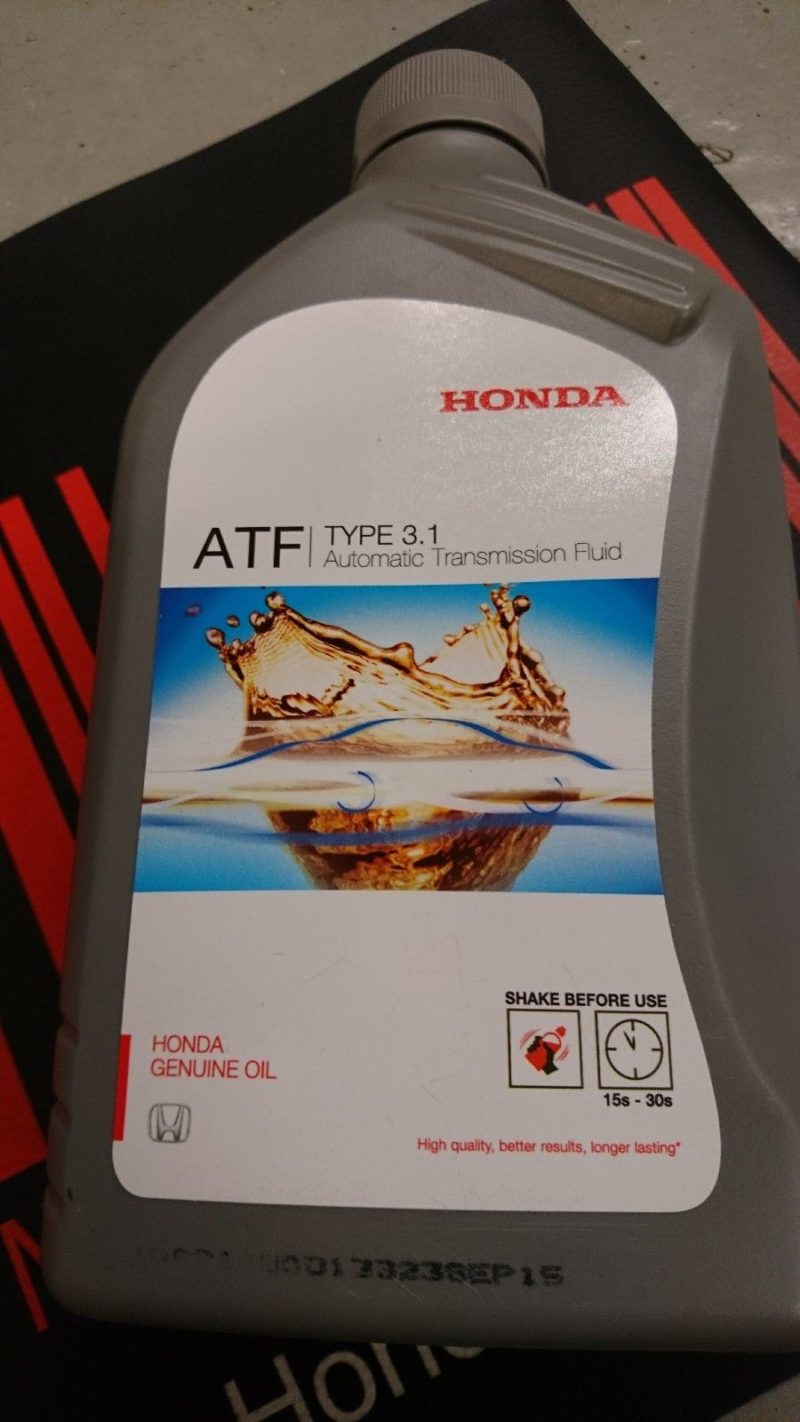 HONDA
ATF
TYPE 3.1
Automatic Transmission Fluid
SHAKE BEFORE USE
15s - 30s
HONDA
GENUINE OIL
High quality, better results, longer lasting*